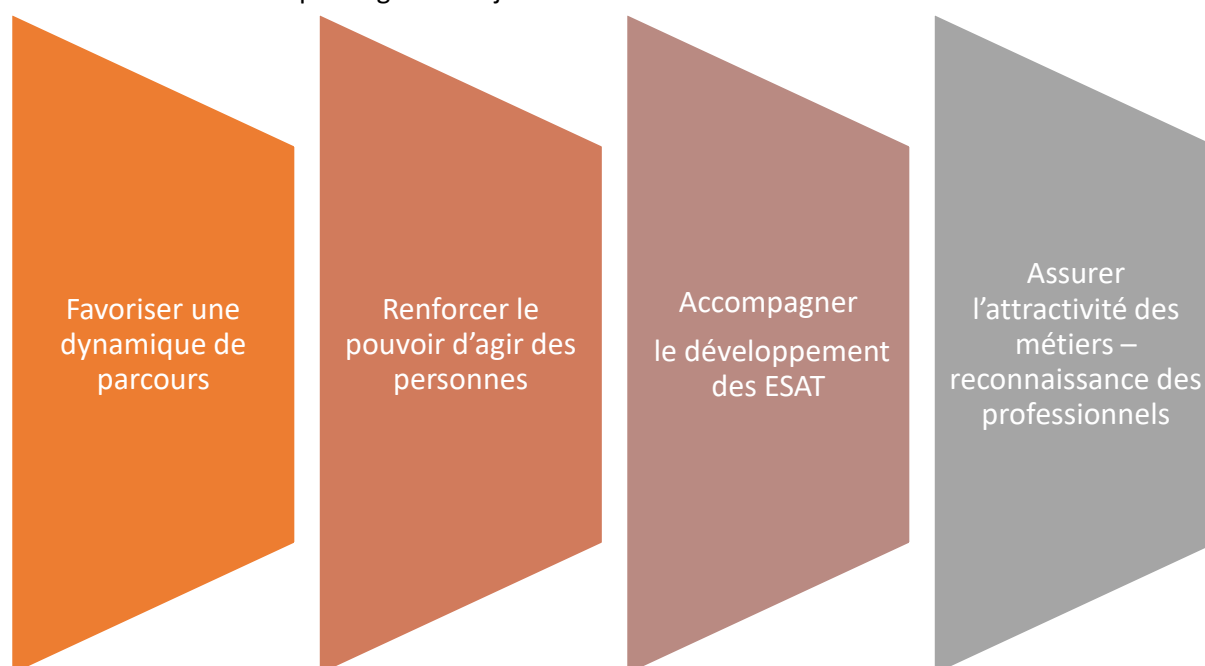 Favoriser une
dynamique de
parcours
Renforcer le
pouvoir d'agir des
personnes
Accompagner
le développement
des ESAT
Assurer
l'attractivité des
métiers –
reconnaissance des
professionnels